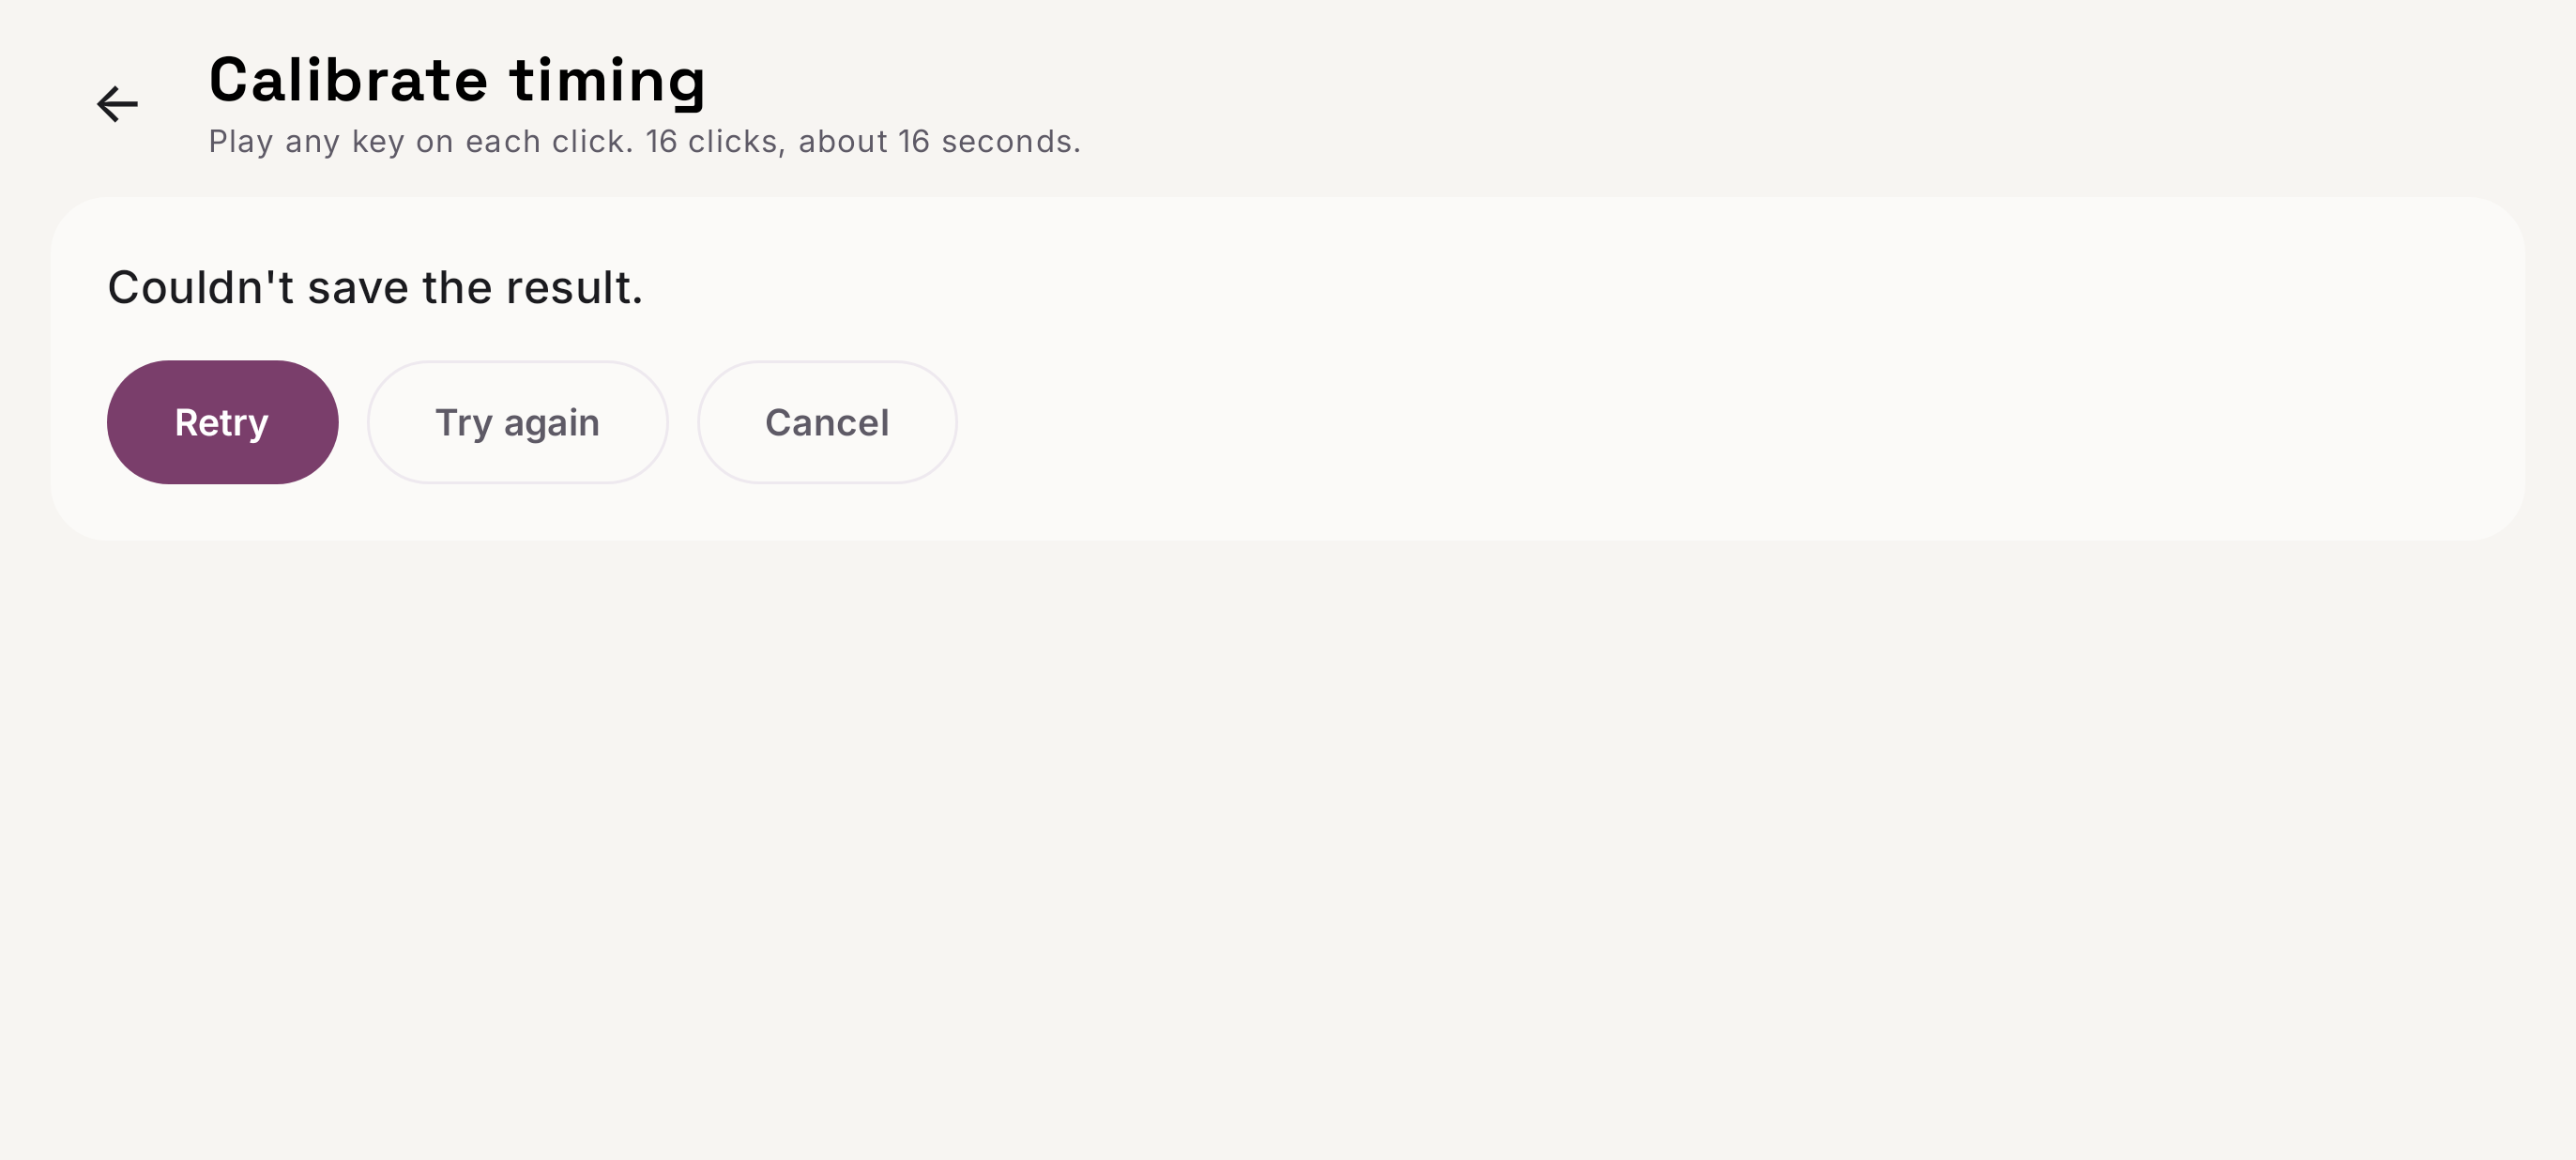 Calibrate timing
Play any key on each click. 16 clicks, about 16 seconds.
Couldn't save the result.
Retry
Try again
Cancel